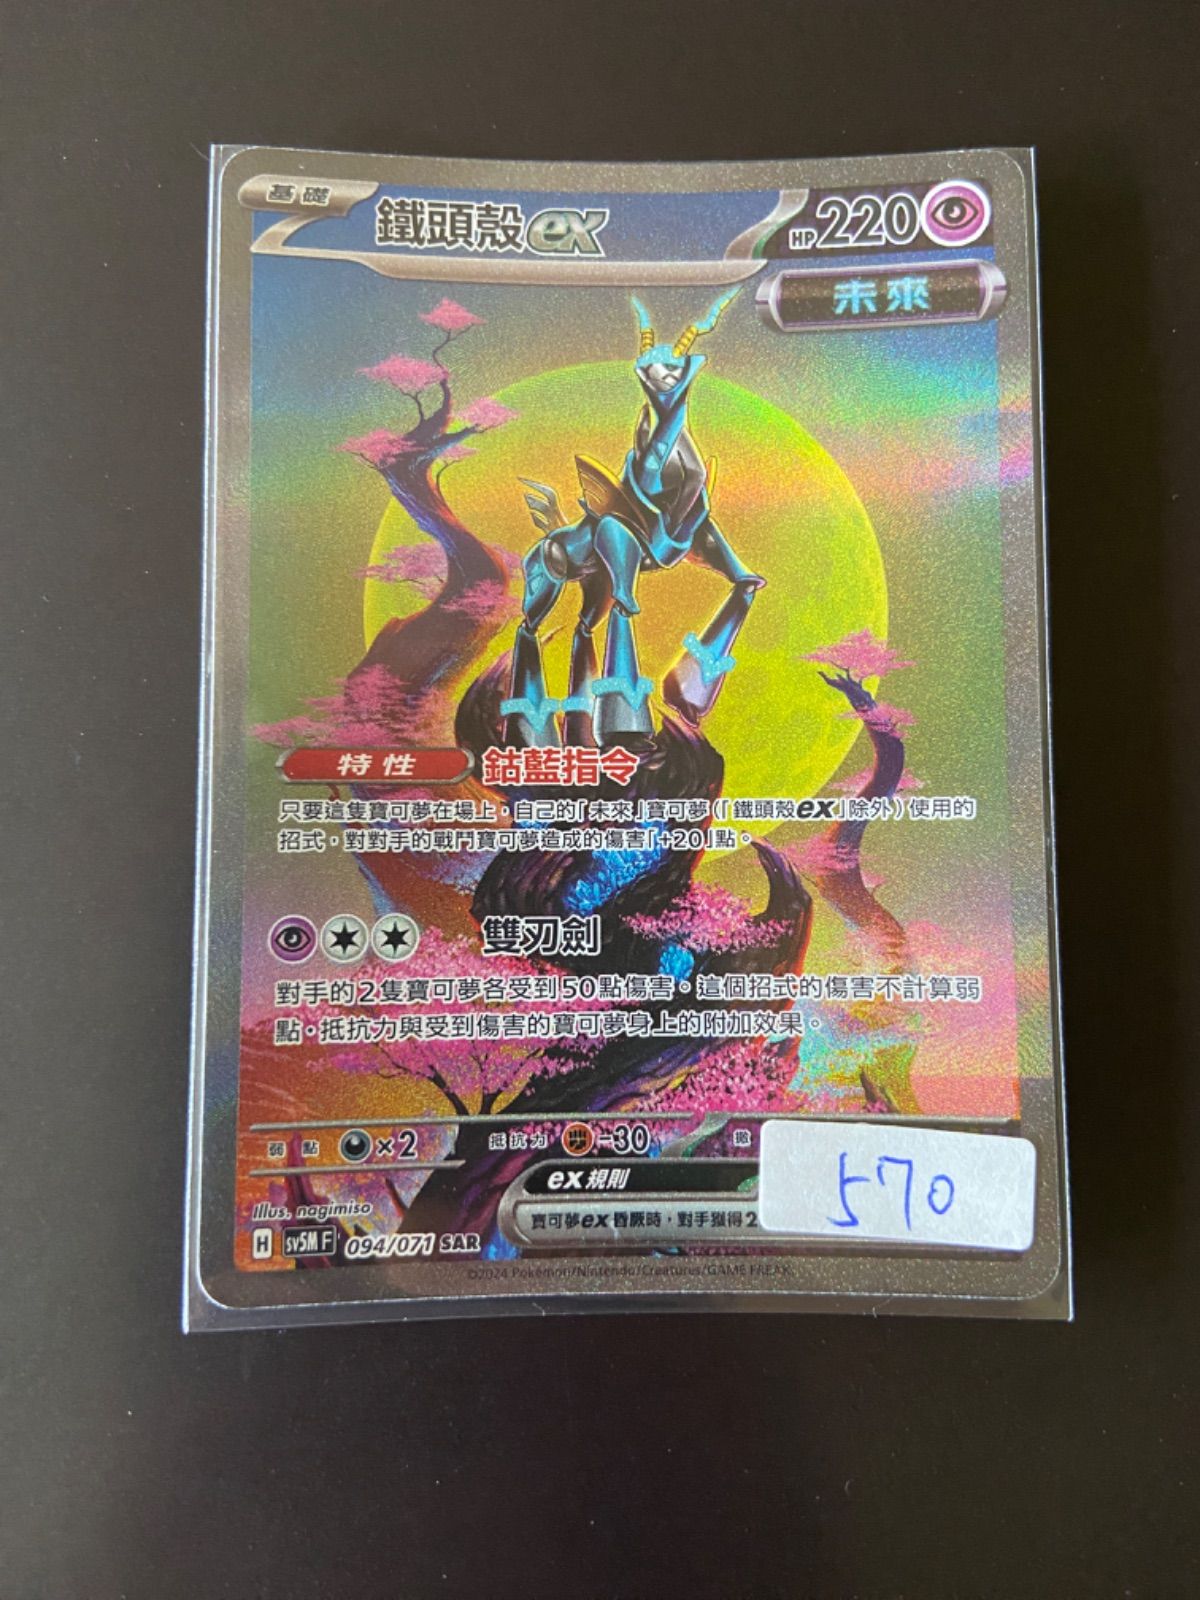 基礎
鐵頭殼ex
HP220
未來
特性 鈷藍指令
只要這隻寶可夢在場上，自己的「未來」寶可夢（「鐵頭殼ex」除外）使用的
招式，對對手的戰鬥寶可夢造成的傷害「+20」點。
雙刃劍
對手的2隻寶可夢各受到50點傷害。這個招式的傷害不計算弱
點・抵抗力與受到傷害的寶可夢身上的附加效果。
弱點 ×2 抵抗力 -30 撤
570
ex規則
寶可夢ex昏厥時，對手獲得2
Illus. nagimiso
H SV5M F 094/071 SAR
©2024 Pokémon/Nintendo/Creatures/GAME FREAK.